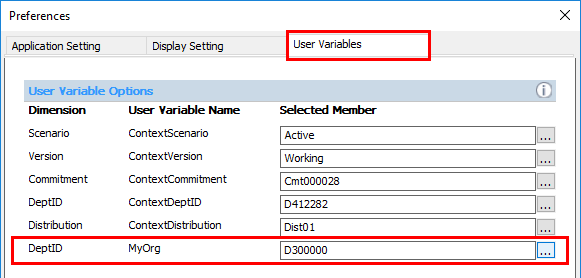 Preferences
Application Setting Display Setting User Variables
User Variable Options
Dimension User Variable Name Selected Member
Scenario ContextScenario Active ...
Version ContextVersion Working ...
Commitment ContextCommitment Cmt000028 ...
DeptID ContextDeptID D412282 ...
Distribution ContextDistribution Dist01 ...
DeptID MyOrg D300000 ...